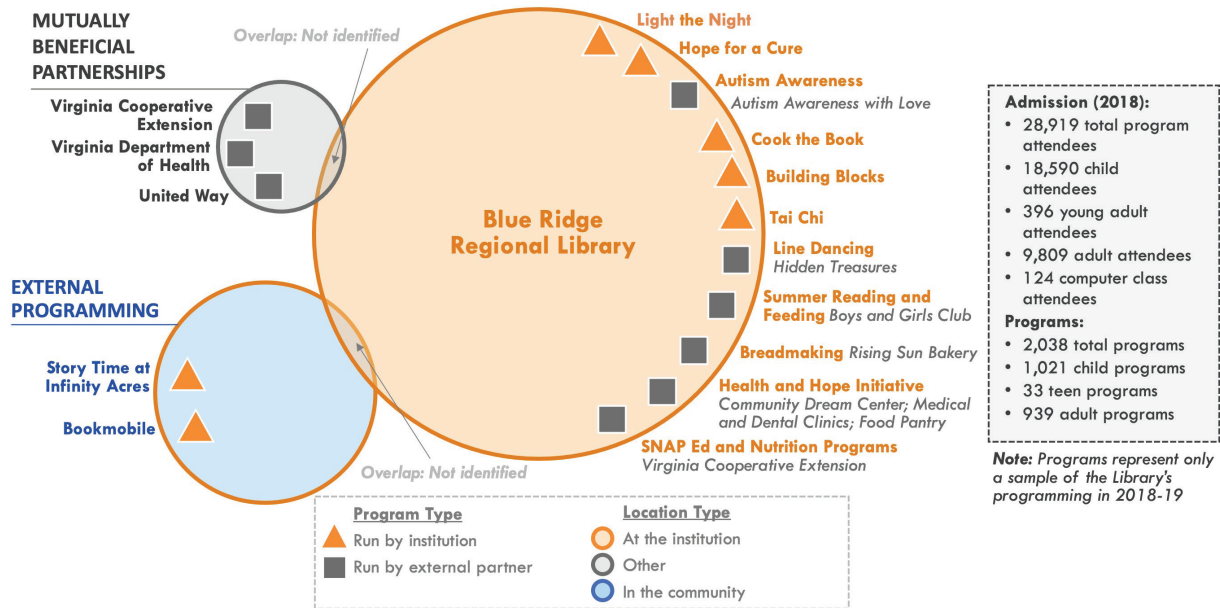 MUTUALLY
BENEFICIAL
PARTNERSHIPS
Overlap: Not identified
Virginia Cooperative
Extension
Virginia Department
of Health
United Way
EXTERNAL
PROGRAMMING
Story Time at
Infinity Acres
Bookmobile
Overlap: Not identified
Blue Ridge
Regional Library
Light the Night
Hope for a Cure
Autism Awareness
Autism Awareness with Love
Cook the Book
Building Blocks
Tai Chi
Line Dancing
Hidden Treasures
Summer Reading and
Feeding Boys and Girls Club
Breadmaking Rising Sun Bakery
Health and Hope Initiative
Community Dream Center; Medical
and Dental Clinics; Food Pantry
SNAP Ed and Nutrition Programs
Virginia Cooperative Extension
Admission (2018):
• 28,919 total program
attendees
• 18,590 child
attendees
• 396 young adult
attendees
• 9,809 adult attendees
• 124 computer class
attendees
Programs:
• 2,038 total programs
• 1,021 child programs
• 33 teen programs
• 939 adult programs
Note: Programs represent only
a sample of the Library's
programming in 2018-19
Program Type
Run by institution
Run by external partner
Location Type
At the institution
Other
In the community